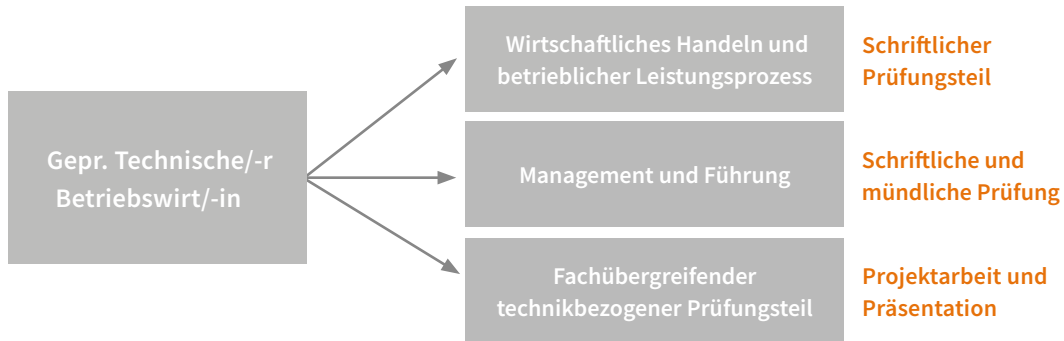 Gepr. Technische/-r
Betriebswirt/-in
Wirtschaftliches Handeln und
betrieblicher Leistungsprozess
Schriftlicher
Prüfungsteil
Management und Führung
Schriftliche und
mündliche Prüfung
Fachübergreifender
technikbezogener Prüfungsteil
Projektarbeit und
Präsentation